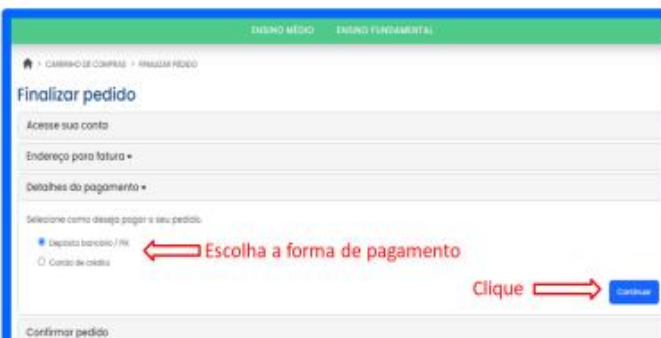 ENSINO MÉDIO ENSINO FUNDAMENTAL
> CARRINHO DE COMPRAS > FINALIZAR PEDIDO
Finalizar pedido
Acesse sua conta
Endereço para fatura
Detalhes do pagamento
Selecione como deseja pagar o seu pedido.
Depósito bancário / PIX
Escolha a forma de pagamento
Cartão de crédito
Clique
Continuar
Confirmar pedido